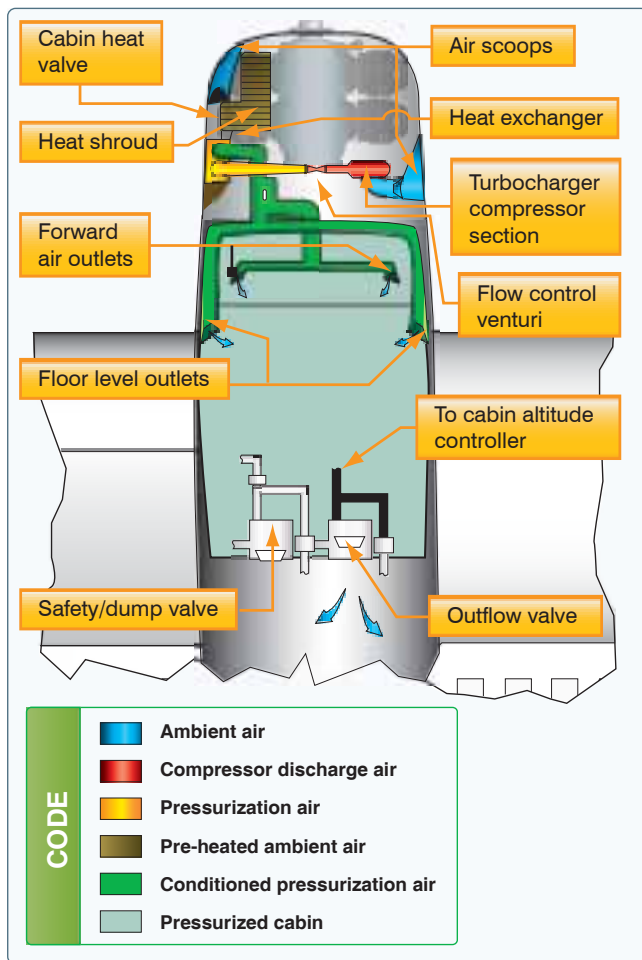 Cabin heat
valve
Air scoops
Heat shroud
Heat exchanger
Turbocharger
compressor
section
Forward
air outlets
Flow control
venturi
Floor level outlets
To cabin altitude
controller
Safety/dump valve
Outflow valve
CODE
Ambient air
Compressor discharge air
Pressurization air
Pre-heated ambient air
Conditioned pressurization air
Pressurized cabin